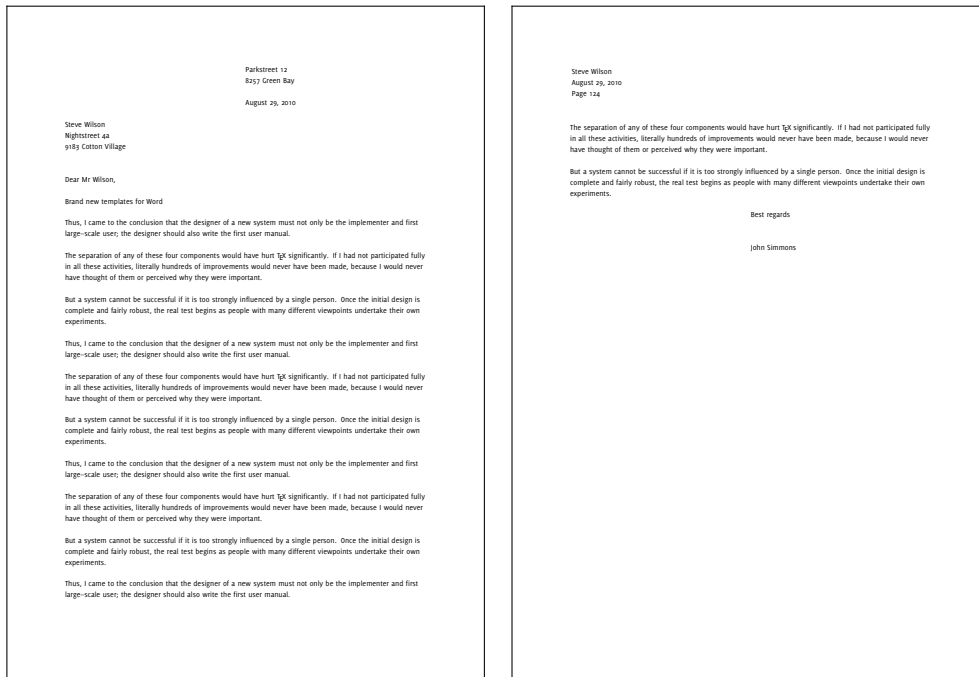 Parkstreet 12
8257 Green Bay
August 29, 2010
Steve Wilson
Nightstreet 4a
9183 Cotton Village
Dear Mr Wilson,
Brand new templates for Word
Thus, I came to the conclusion that the designer of a new system must not only be the implementer and first
large-scale user; the designer should also write the first user manual.
The separation of any of these four components would have hurt TEX significantly. If I had not participated fully
in all these activities, literally hundreds of improvements would never have been made, because I would never
have thought of them or perceived why they were important.
But a system cannot be successful if it is too strongly influenced by a single person. Once the initial design is
complete and fairly robust, the real test begins as people with many different viewpoints undertake their own
experiments.
Thus, I came to the conclusion that the designer of a new system must not only be the implementer and first
large-scale user; the designer should also write the first user manual.
The separation of any of these four components would have hurt TEX significantly. If I had not participated fully
in all these activities, literally hundreds of improvements would never have been made, because I would never
have thought of them or perceived why they were important.
But a system cannot be successful if it is too strongly influenced by a single person. Once the initial design is
complete and fairly robust, the real test begins as people with many different viewpoints undertake their own
experiments.
Thus, I came to the conclusion that the designer of a new system must not only be the implementer and first
large-scale user; the designer should also write the first user manual.
The separation of any of these four components would have hurt TEX significantly. If I had not participated fully
in all these activities, literally hundreds of improvements would never have been made, because I would never
have thought of them or perceived why they were important.
But a system cannot be successful if it is too strongly influenced by a single person. Once the initial design is
complete and fairly robust, the real test begins as people with many different viewpoints undertake their own
experiments.
Thus, I came to the conclusion that the designer of a new system must not only be the implementer and first
large-scale user; the designer should also write the first user manual.
Steve Wilson
August 29, 2010
Page 124
The separation of any of these four components would have hurt TEX significantly. If I had not participated fully
in all these activities, literally hundreds of improvements would never have been made, because I would never
have thought of them or perceived why they were important.
But a system cannot be successful if it is too strongly influenced by a single person. Once the initial design is
complete and fairly robust, the real test begins as people with many different viewpoints undertake their own
experiments.
Best regards
John Simmons